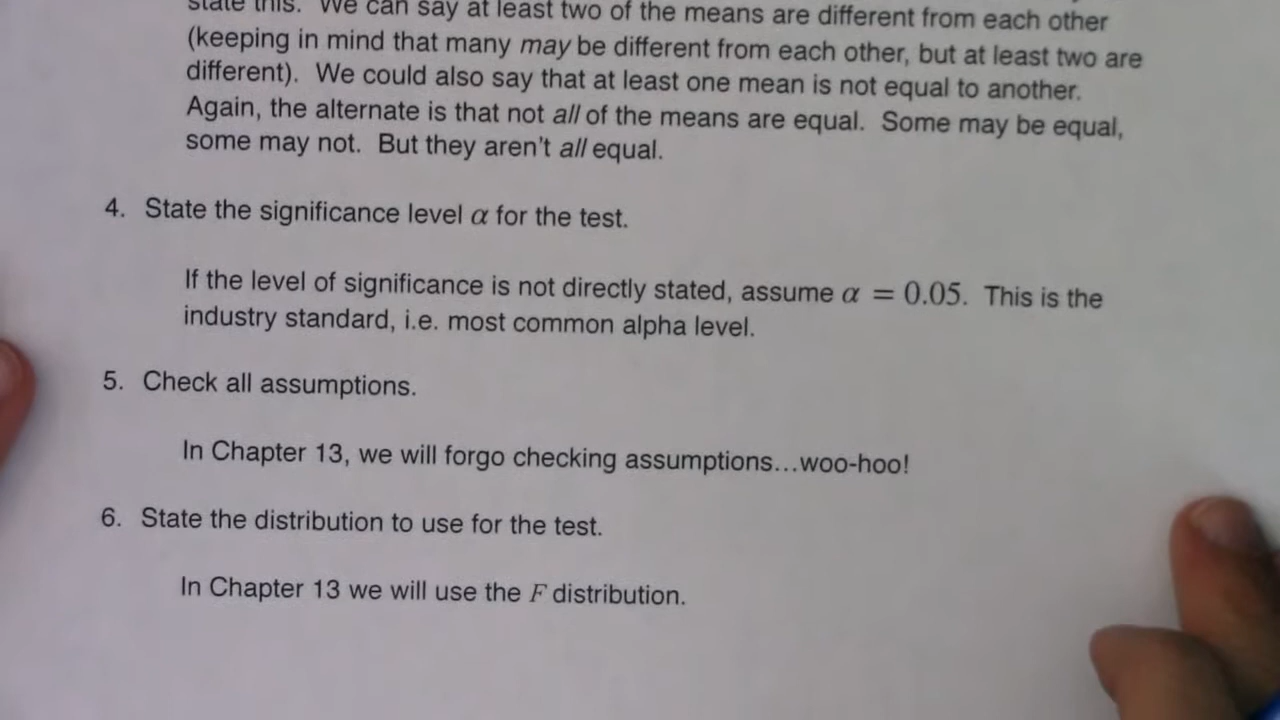 state this. We can say at least two of the means are different from each other
(keeping in mind that many may be different from each other, but at least two are
different). We could also say that at least one mean is not equal to another.
Again, the alternate is that not all of the means are equal. Some may be equal,
some may not. But they aren't all equal.
4. State the significance level α for the test.
If the level of significance is not directly stated, assume α = 0.05. This is the
industry standard, i.e. most common alpha level.
5. Check all assumptions.
In Chapter 13, we will forgo checking assumptions...woo-hoo!
6. State the distribution to use for the test.
In Chapter 13 we will use the F distribution.